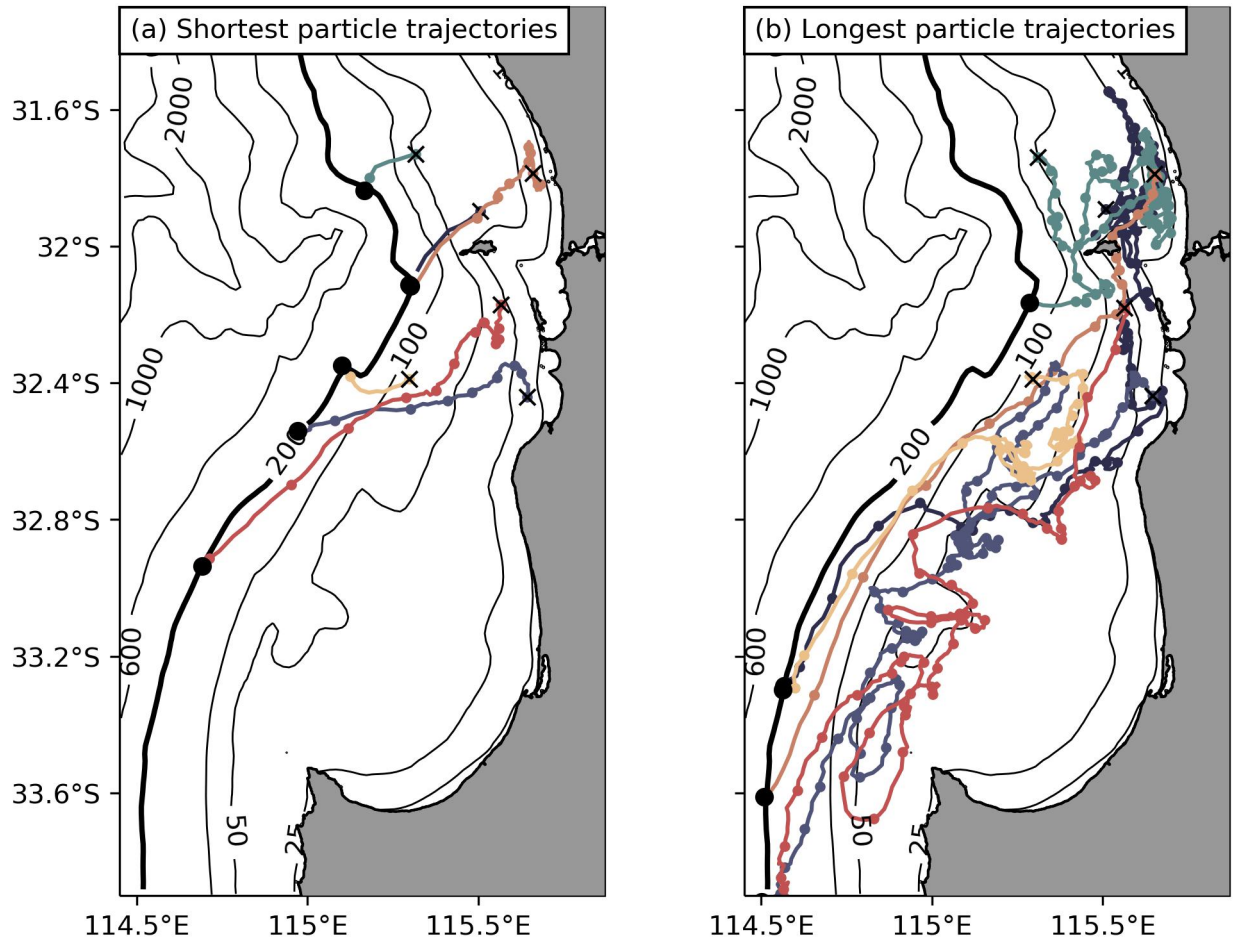 (a) Shortest particle trajectories
(b) Longest particle trajectories
31.6°S
32°S
32.4°S
32.8°S
33.2°S
33.6°S
2000
1000
600
200
100
50
25
2000
1000
600
200
100
50
25
114.5°E
115°E
115.5°E
114.5°E
115°E
115.5°E